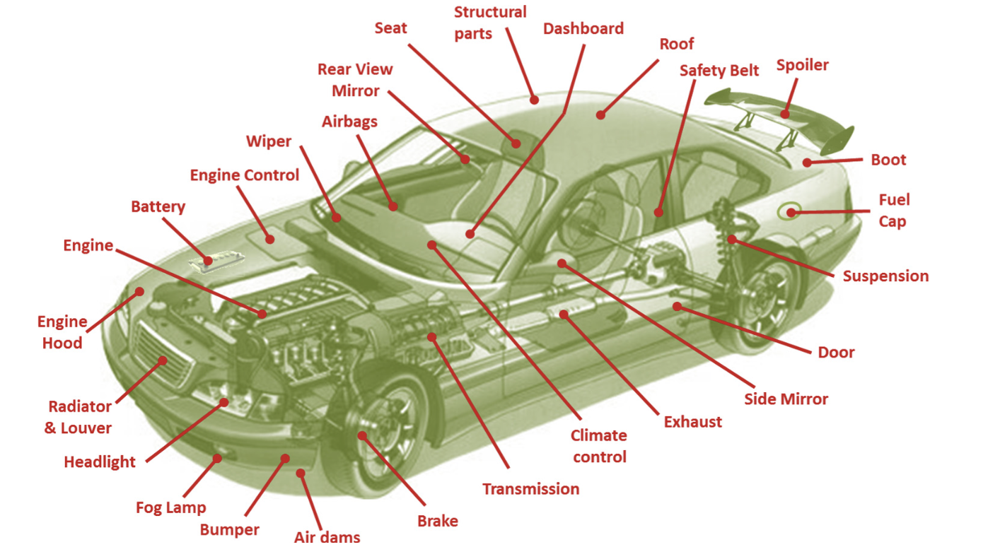 Structural
parts
Seat
Dashboard
Roof
Rear View
Mirror
Safety Belt
Spoiler
Airbags
Wiper
Engine Control
Boot
Battery
Fuel
Cap
Engine
Suspension
Engine
Hood
Door
Radiator
& Louver
Side Mirror
Exhaust
Climate
control
Headlight
Transmission
Fog Lamp
Brake
Bumper
Air dams